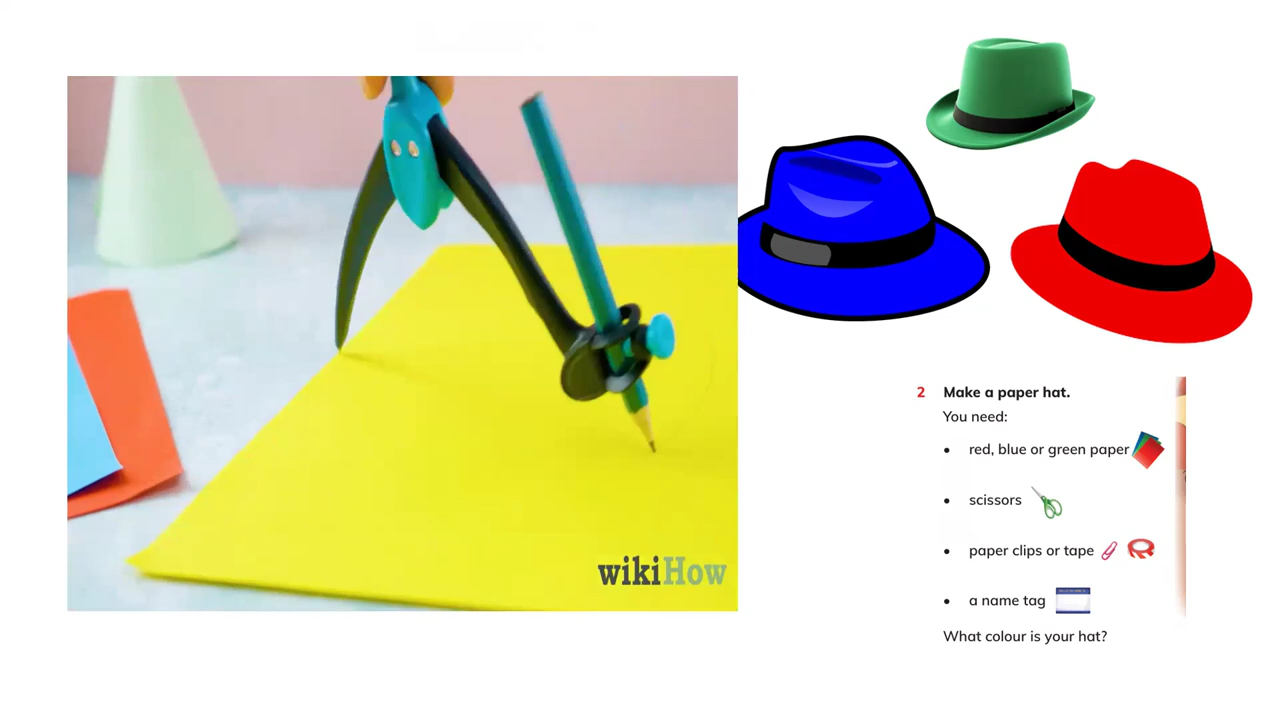 wikiHow
2 Make a paper hat.
You need:
• red, blue or green paper
• scissors
• paper clips or tape
• a name tag
What colour is your hat?